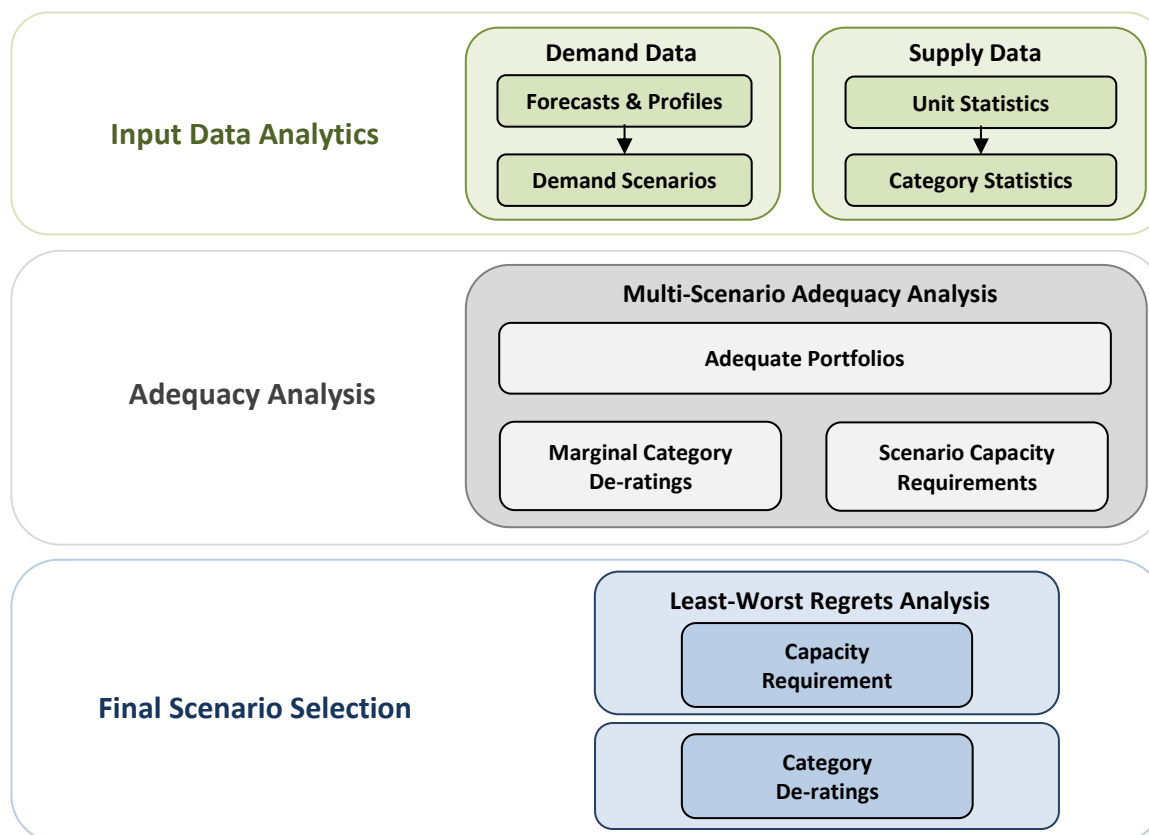 Input Data Analytics
Demand Data
Forecasts & Profiles
Demand Scenarios
Supply Data
Unit Statistics
Category Statistics
Adequacy Analysis
Multi-Scenario Adequacy Analysis
Adequate Portfolios
Marginal Category
De-ratings
Scenario Capacity
Requirements
Final Scenario Selection
Least-Worst Regrets Analysis
Capacity
Requirement
Category
De-ratings